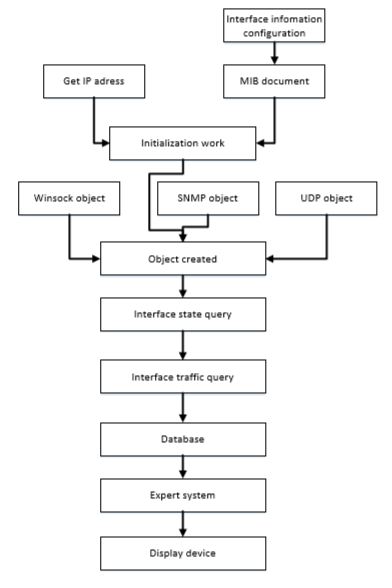 Interface infomation
configuration
Get IP adress
MIB document
Initialization work
Winsock object
SNMP object
UDP object
Object created
Interface state query
Interface traffic query
Database
Expert system
Display device